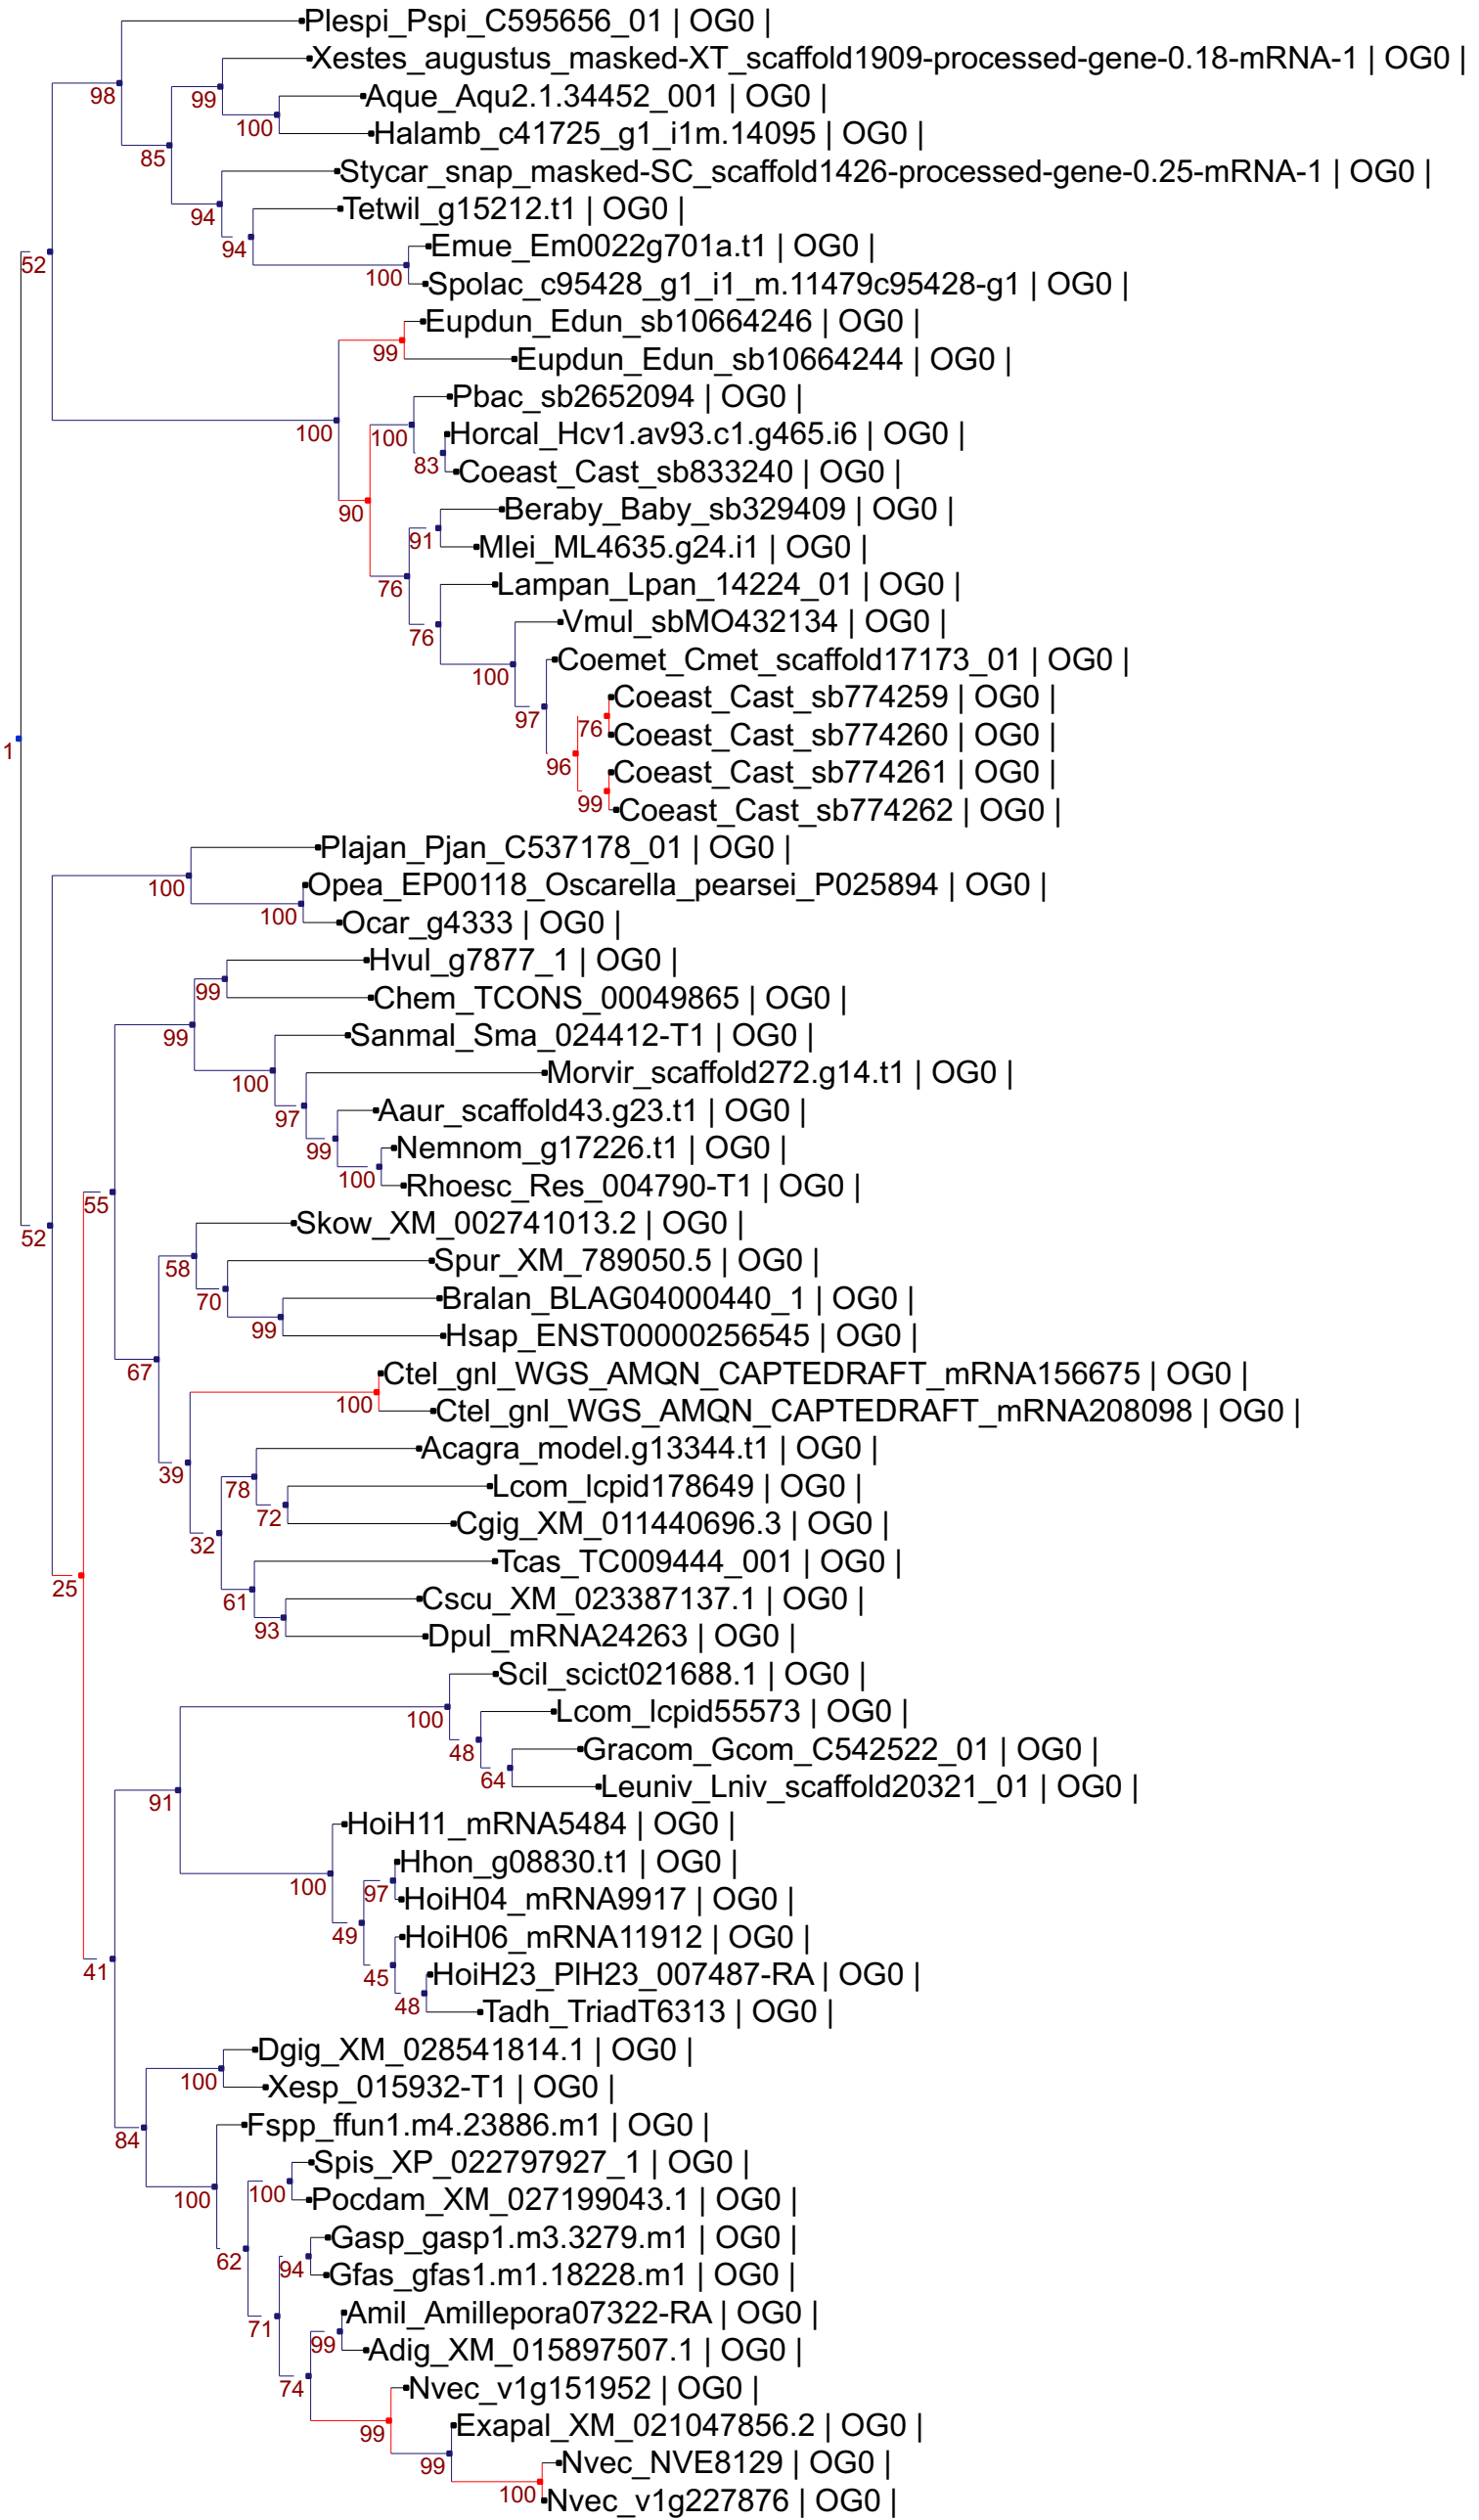 Plespi_Pspi_C595656_01 | OG0 |
Xestes_augustus_masked-XT_scaffold1909-processed-gene-0.18-mRNA-1 | OG0 |
98
99
Aque_Aqu2.1.34452_001 | OG0 |
100
Halamb_c41725_g1_i1m.14095 | OG0 |
85
Stycar_snap_masked-SC_scaffold1426-processed-gene-0.25-mRNA-1 | OG0 |
94
Tetwil_g15212.t1 | OG0 |
94
Emue_Em0022g701a.t1 | OG0 |
52
100
Spolac_c95428_g1_i1_m.11479c95428-g1 | OG0 |
Eupdun_Edun_sb10664246 | OG0 |
99
Eupdun_Edun_sb10664244 | OG0 |
Pbac_sb2652094 | OG0 |
100
100
Horcal_Hcv1.av93.c1.g465.i6 | OG0 |
83
Coeast_Cast_sb833240 | OG0 |
90
Beraby_Baby_sb329409 | OG0 |
91
Mlei_ML4635.g24.i1 | OG0 |
76
Lampan_Lpan_14224_01 | OG0 |
76
Vmul_sbMO432134 | OG0 |
100
Coemet_Cmet_scaffold17173_01 | OG0 |
97
Coeast_Cast_sb774259 | OG0 |
76
Coeast_Cast_sb774260 | OG0 |
1
96
Coeast_Cast_sb774261 | OG0 |
99
Coeast_Cast_sb774262 | OG0 |
Plajan_Pjan_C537178_01 | OG0 |
100
Opea_EP00118_Oscarella_pearsei_P025894 | OG0 |
100
Ocar_g4333 | OG0 |
Hvul_g7877_1 | OG0 |
99
Chem_TCONS_00049865 | OG0 |
99
Sanmal_Sma_024412-T1 | OG0 |
100
Morvir_scaffold272.g14.t1 | OG0 |
97
Aaur_scaffold43.g23.t1 | OG0 |
99
Nemnom_g17226.t1 | OG0 |
100
Rhoesc_Res_004790-T1 | OG0 |
55
52
Skow_XM_002741013.2 | OG0 |
58
Spur_XM_789050.5 | OG0 |
70
Bralan_BLAG04000440_1 | OG0 |
99
Hsap_ENST00000256545 | OG0 |
67
Ctel_gnl_WGS_AMQN_CAPTEDRAFT_mRNA156675 | OG0 |
100
Ctel_gnl_WGS_AMQN_CAPTEDRAFT_mRNA208098 | OG0 |
39
Acagra_model.g13344.t1 | OG0 |
78
Lcom_lcpid178649 | OG0 |
72
Cgig_XM_011440696.3 | OG0 |
32
Tcas_TC009444_001 | OG0 |
25
61
Cscu_XM_023387137.1 | OG0 |
93
Dpul_mRNA24263 | OG0 |
Scil_scict021688.1 | OG0 |
100
Lcom_lcpid55573 | OG0 |
48
Gracom_Gcom_C542522_01 | OG0 |
64
Leuniv_Lniv_scaffold20321_01 | OG0 |
91
HoiH11_mRNA5484 | OG0 |
100
Hhon_g08830.t1 | OG0 |
97
HoiH04_mRNA9917 | OG0 |
49
HoiH06_mRNA11912 | OG0 |
41
45
HoiH23_PlH23_007487-RA | OG0 |
48
Tadh_TriadT6313 | OG0 |
Dgig_XM_028541814.1 | OG0 |
100
Xesp_015932-T1 | OG0 |
84
Fspp_ffun1.m4.23886.m1 | OG0 |
Spis_XP_022797927_1 | OG0 |
100
100
Pocdam_XM_027199043.1 | OG0 |
62
Gasp_gasp1.m3.3279.m1 | OG0 |
94
Gfas_gfas1.m1.18228.m1 | OG0 |
71
Amil_Amillepora07322-RA | OG0 |
99
Adig_XM_015897507.1 | OG0 |
74
Nvec_v1g151952 | OG0 |
99
Exapal_XM_021047856.2 | OG0 |
99
Nvec_NVE8129 | OG0 |
100
Nvec_v1g227876 | OG0 |